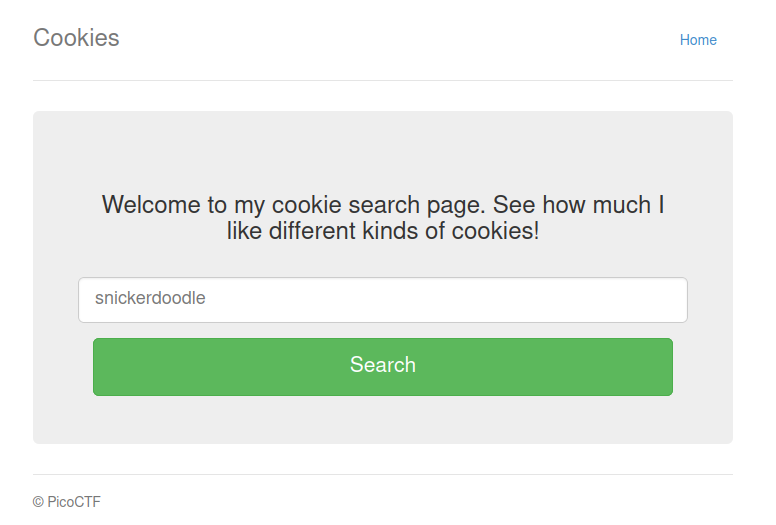 Cookies
Home
Welcome to my cookie search page. See how much I
like different kinds of cookies!
snickerdoodle
Search
© PicoCTF